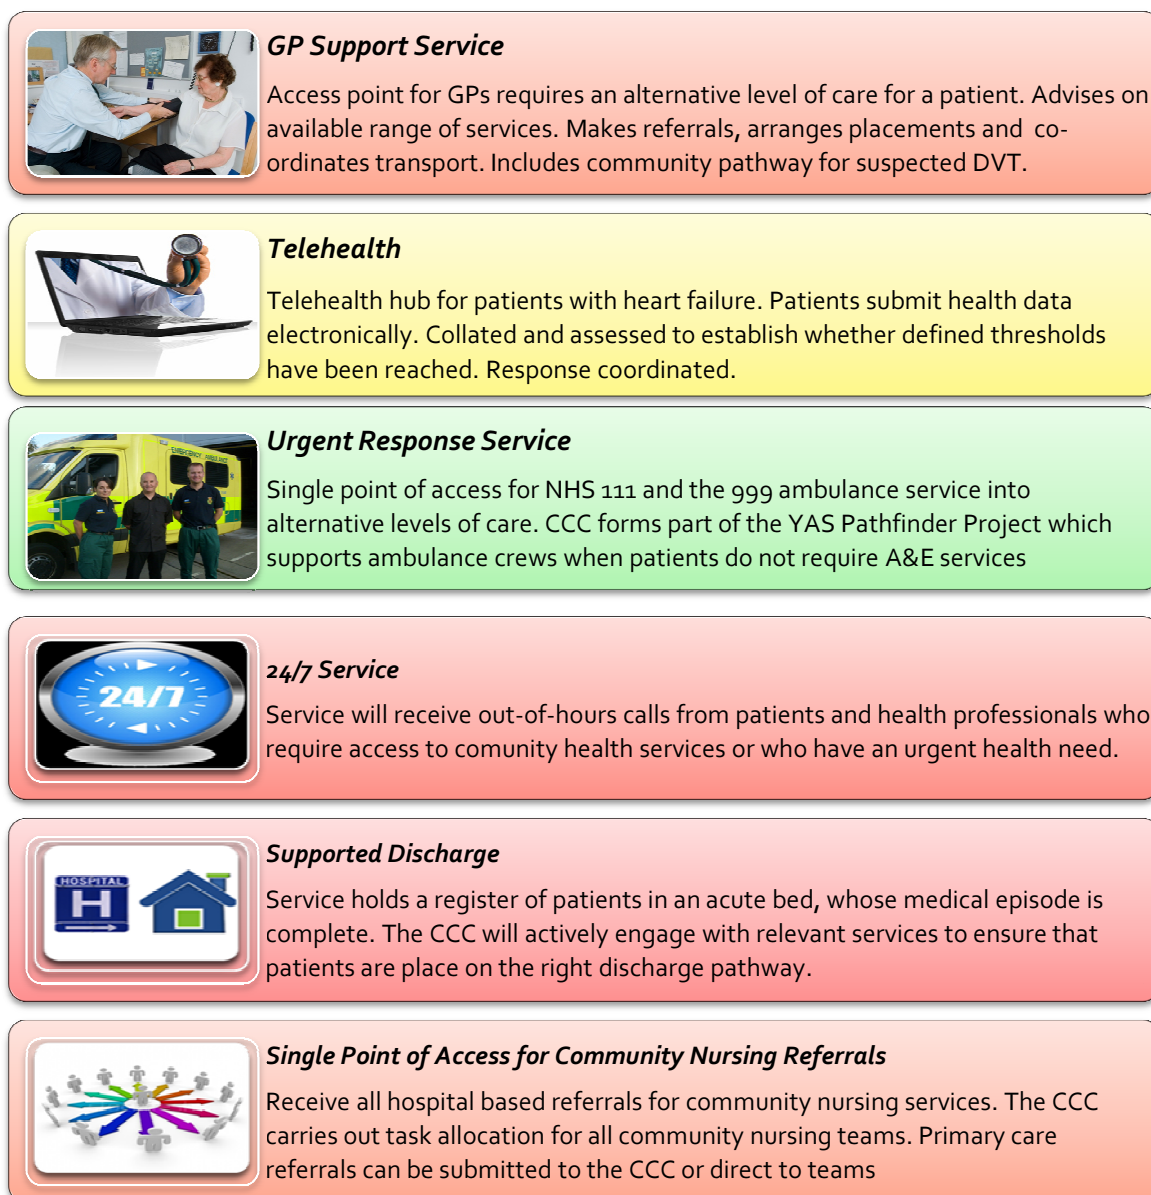 GP Support Service
Access point for GPs requires an alternative level of care for a patient. Advises on
available range of services. Makes referrals, arranges placements and co-
ordinates transport. Includes community pathway for suspected DVT.
Telehealth
Telehealth hub for patients with heart failure. Patients submit health data
electronically. Collated and assessed to establish whether defined thresholds
have been reached. Response coordinated.
EMERGENCY AMBULANCE
Urgent Response Service
Single point of access for NHS 111 and the 999 ambulance service into
alternative levels of care. CCC forms part of the YAS Pathfinder Project which
supports ambulance crews when patients do not require A&E services
24/7
24/7 Service
Service will receive out-of-hours calls from patients and health professionals who
require access to comunity health services or who have an urgent health need.
HOSPITAL
H
Supported Discharge
Service holds a register of patients in an acute bed, whose medical episode is
complete. The CCC will actively engage with relevant services to ensure that
patients are place on the right discharge pathway.
Single Point of Access for Community Nursing Referrals
Receive all hospital based referrals for community nursing services. The CCC
carries out task allocation for all community nursing teams. Primary care
referrals can be submitted to the CCC or direct to teams